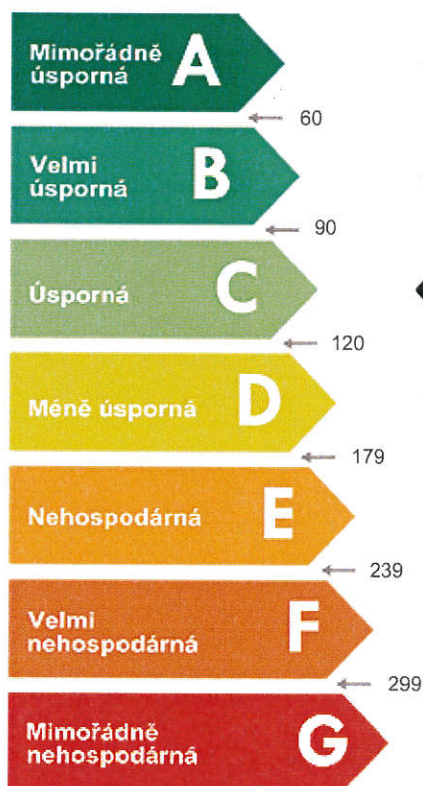 Mimořádně
úsporná
A
60
Velmi
úsporná
B
90
Úsporná
C
120
Méně úsporná
D
179
Nehospodárná
E
239
Velmi
nehospodárná
F
299
Mimořádně
nehospodárná
G